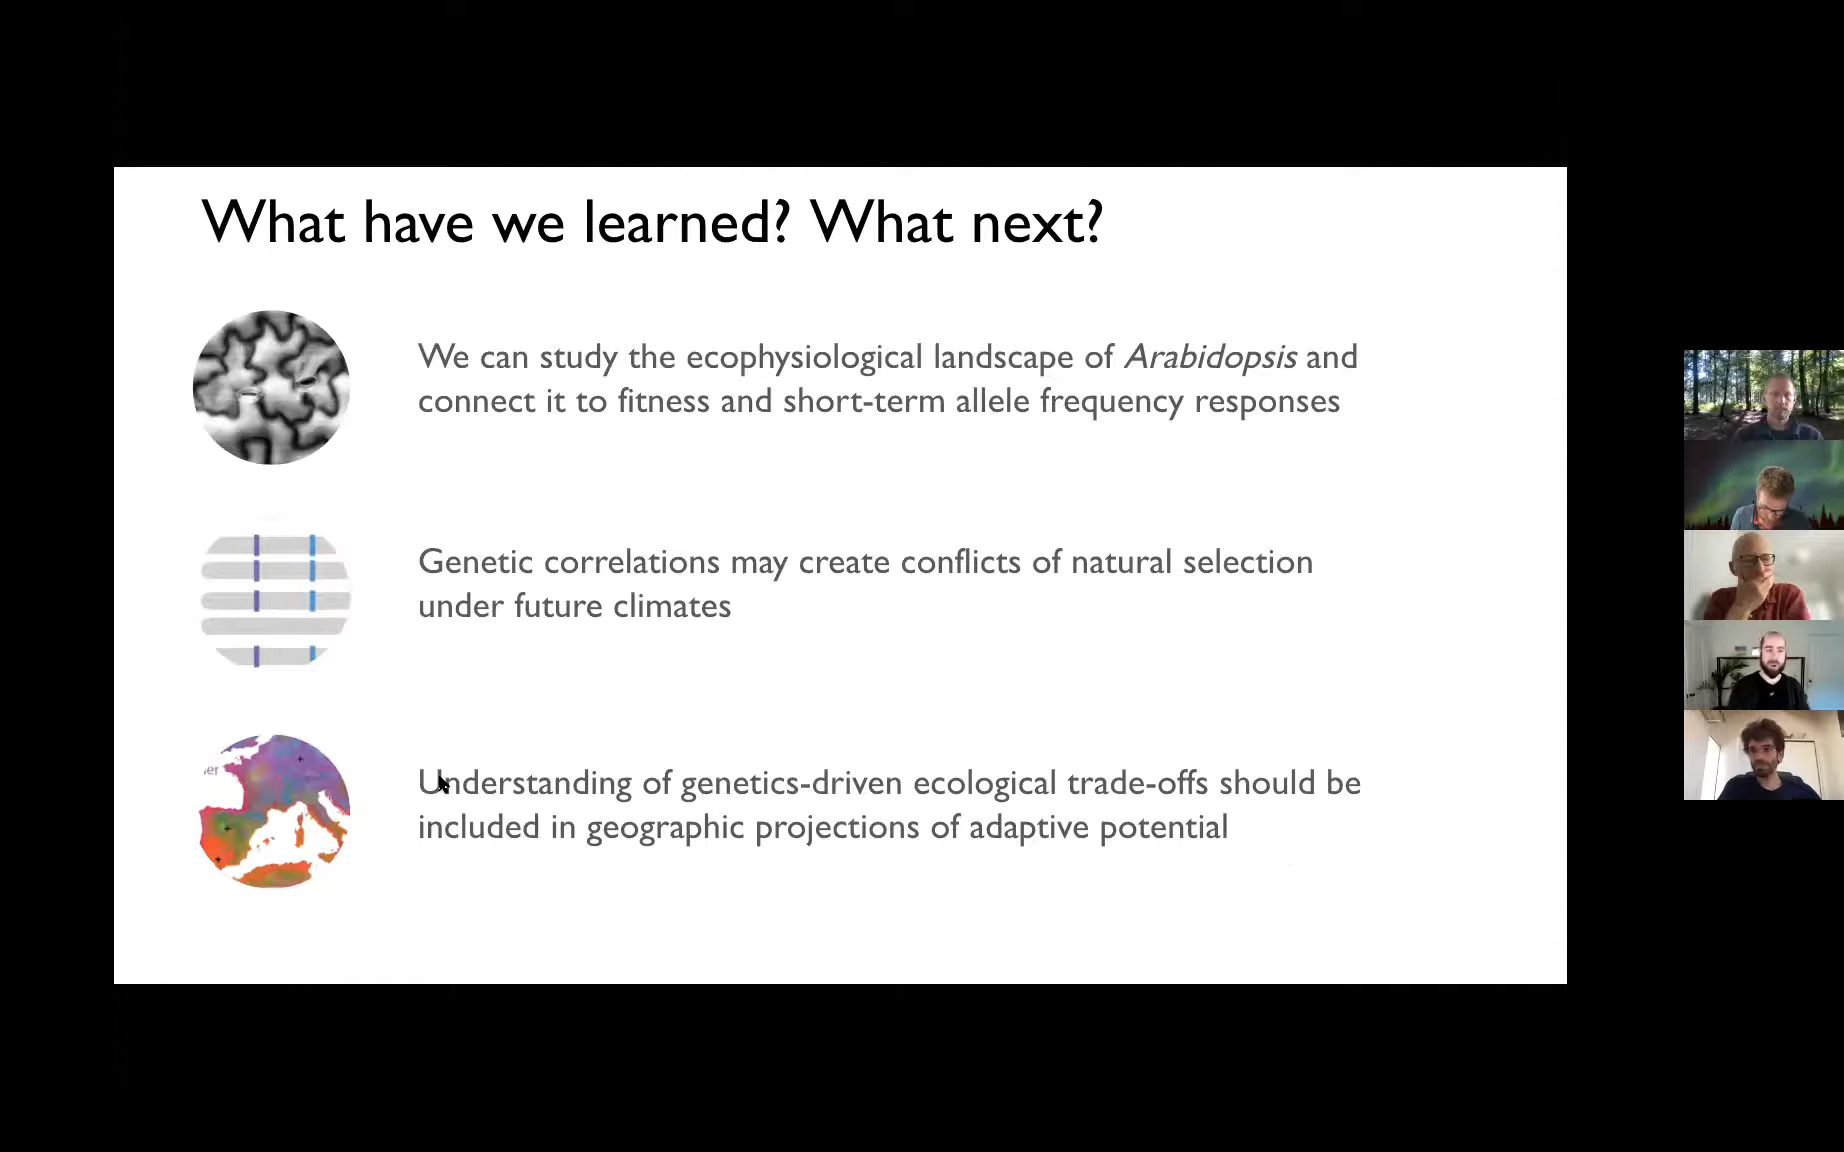 What have we learned? What next?
We can study the ecophysiological landscape of Arabidopsis and
connect it to fitness and short-term allele frequency responses
Genetic correlations may create conflicts of natural selection
under future climates
er
Understanding of genetics-driven ecological trade-offs should be
included in geographic projections of adaptive potential